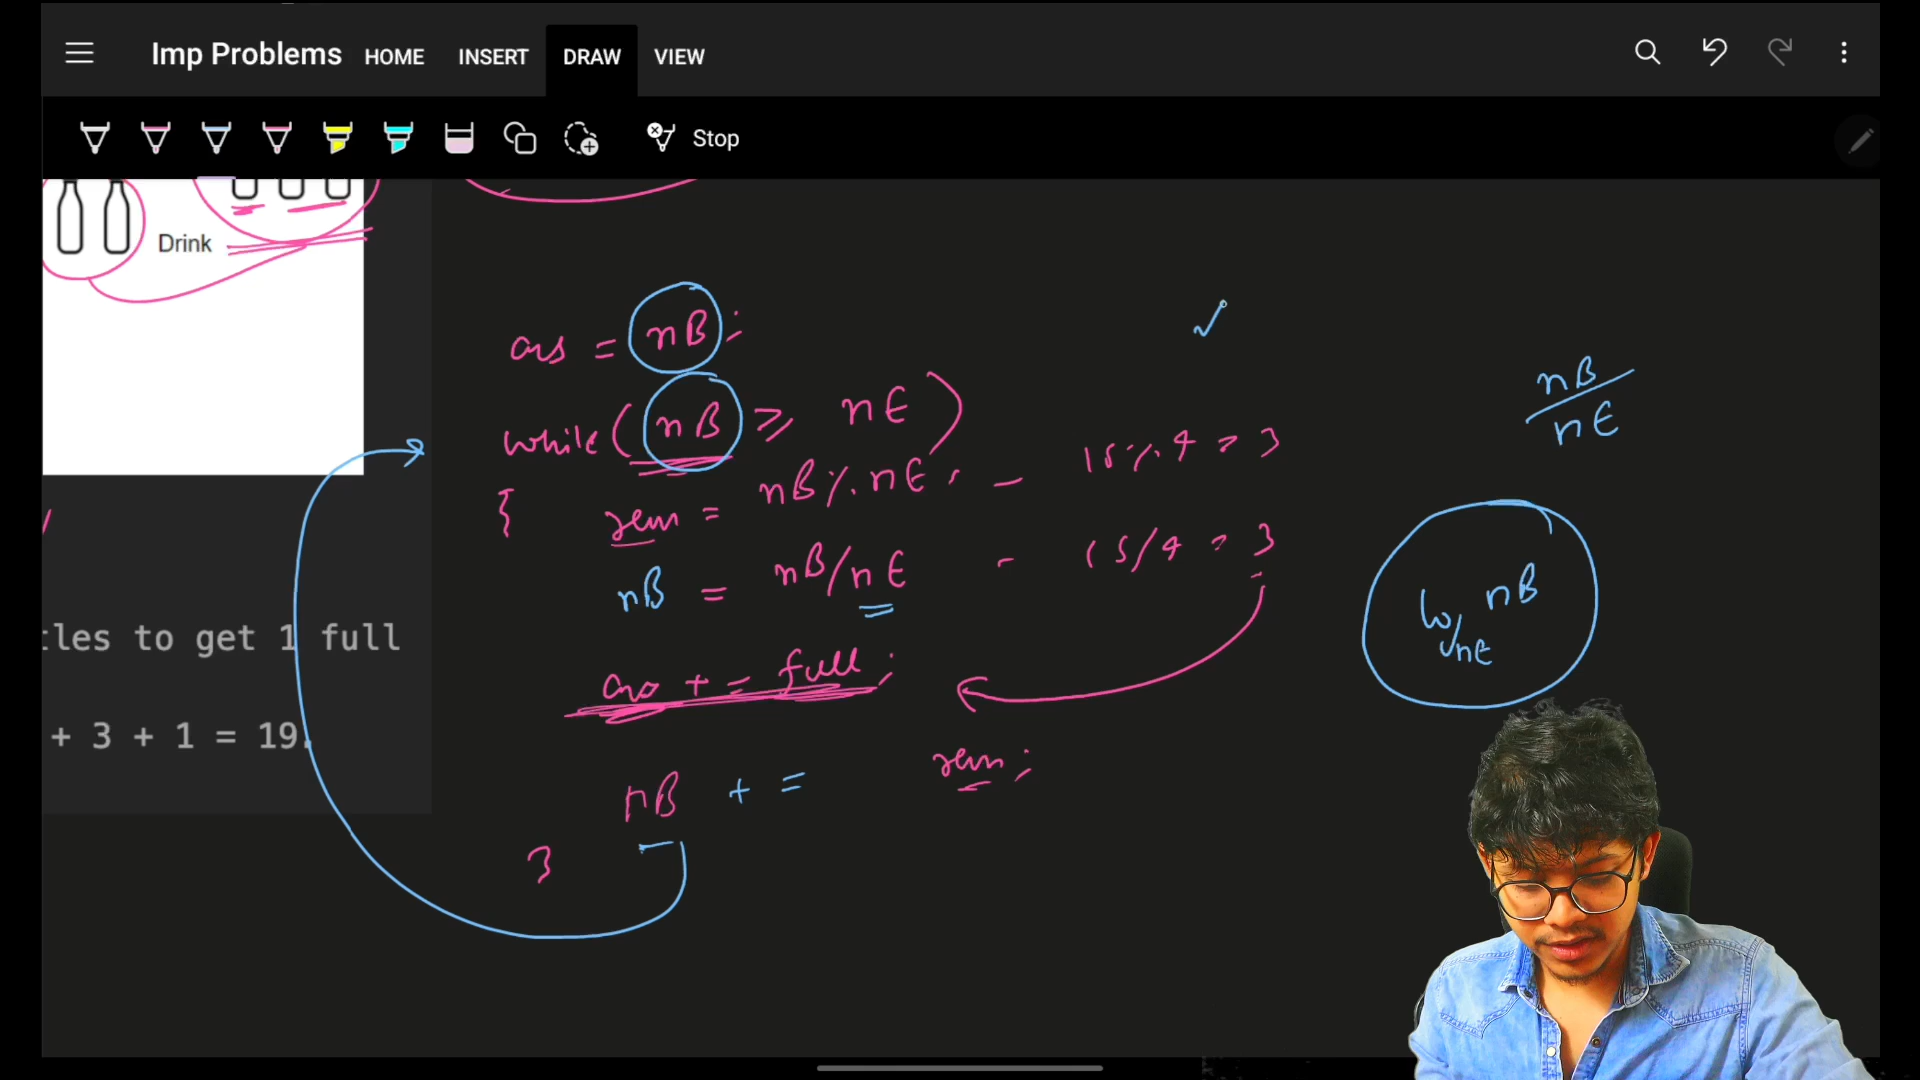 Imp Problems HOME INSERT DRAW VIEW
Stop
Drink
ans = nB;
while(nB >= nE)
{ rem = nB%nE, - 15%4 = 3
nB = nB/nE - 15/4 = 3
ans += full;
nB += rem;
}
nB/nE
log nE nB
tles to get 1 full
+ 3 + 1 = 19.